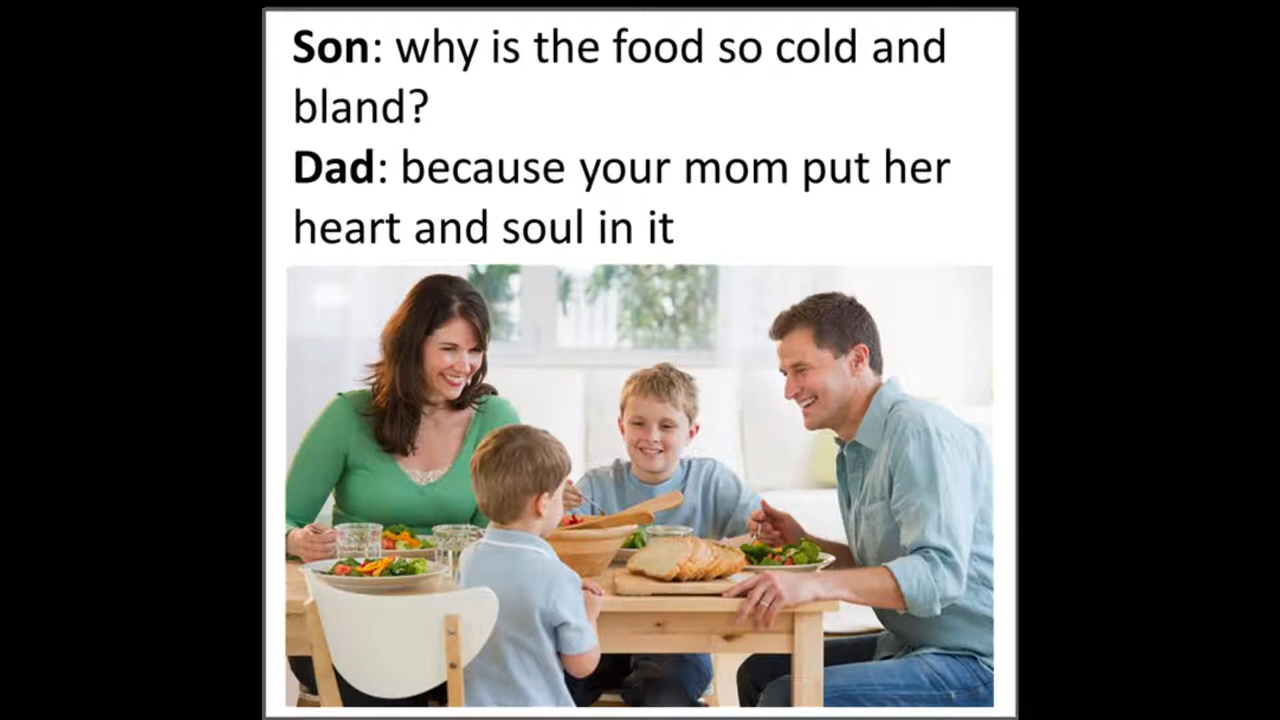 Son: why is the food so cold and
bland?
Dad: because your mom put her
heart and soul in it